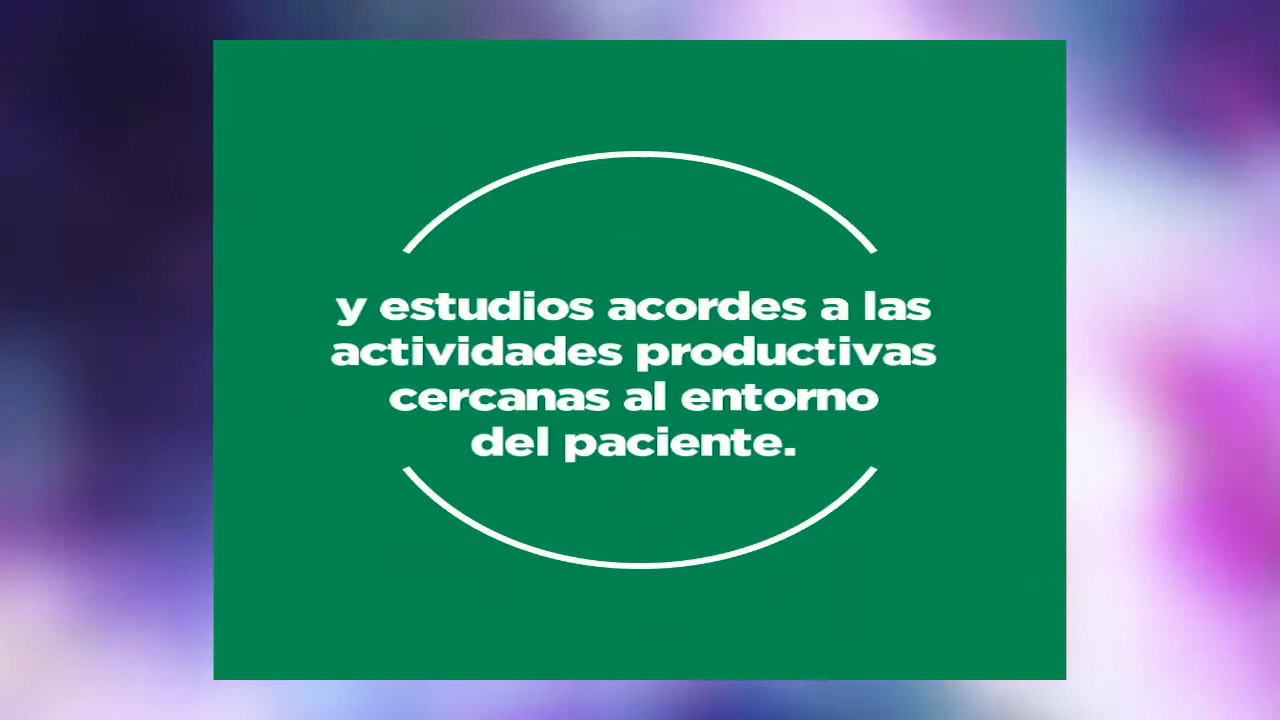 y estudios acordes a las
actividades productivas
cercanas al entorno
del paciente.